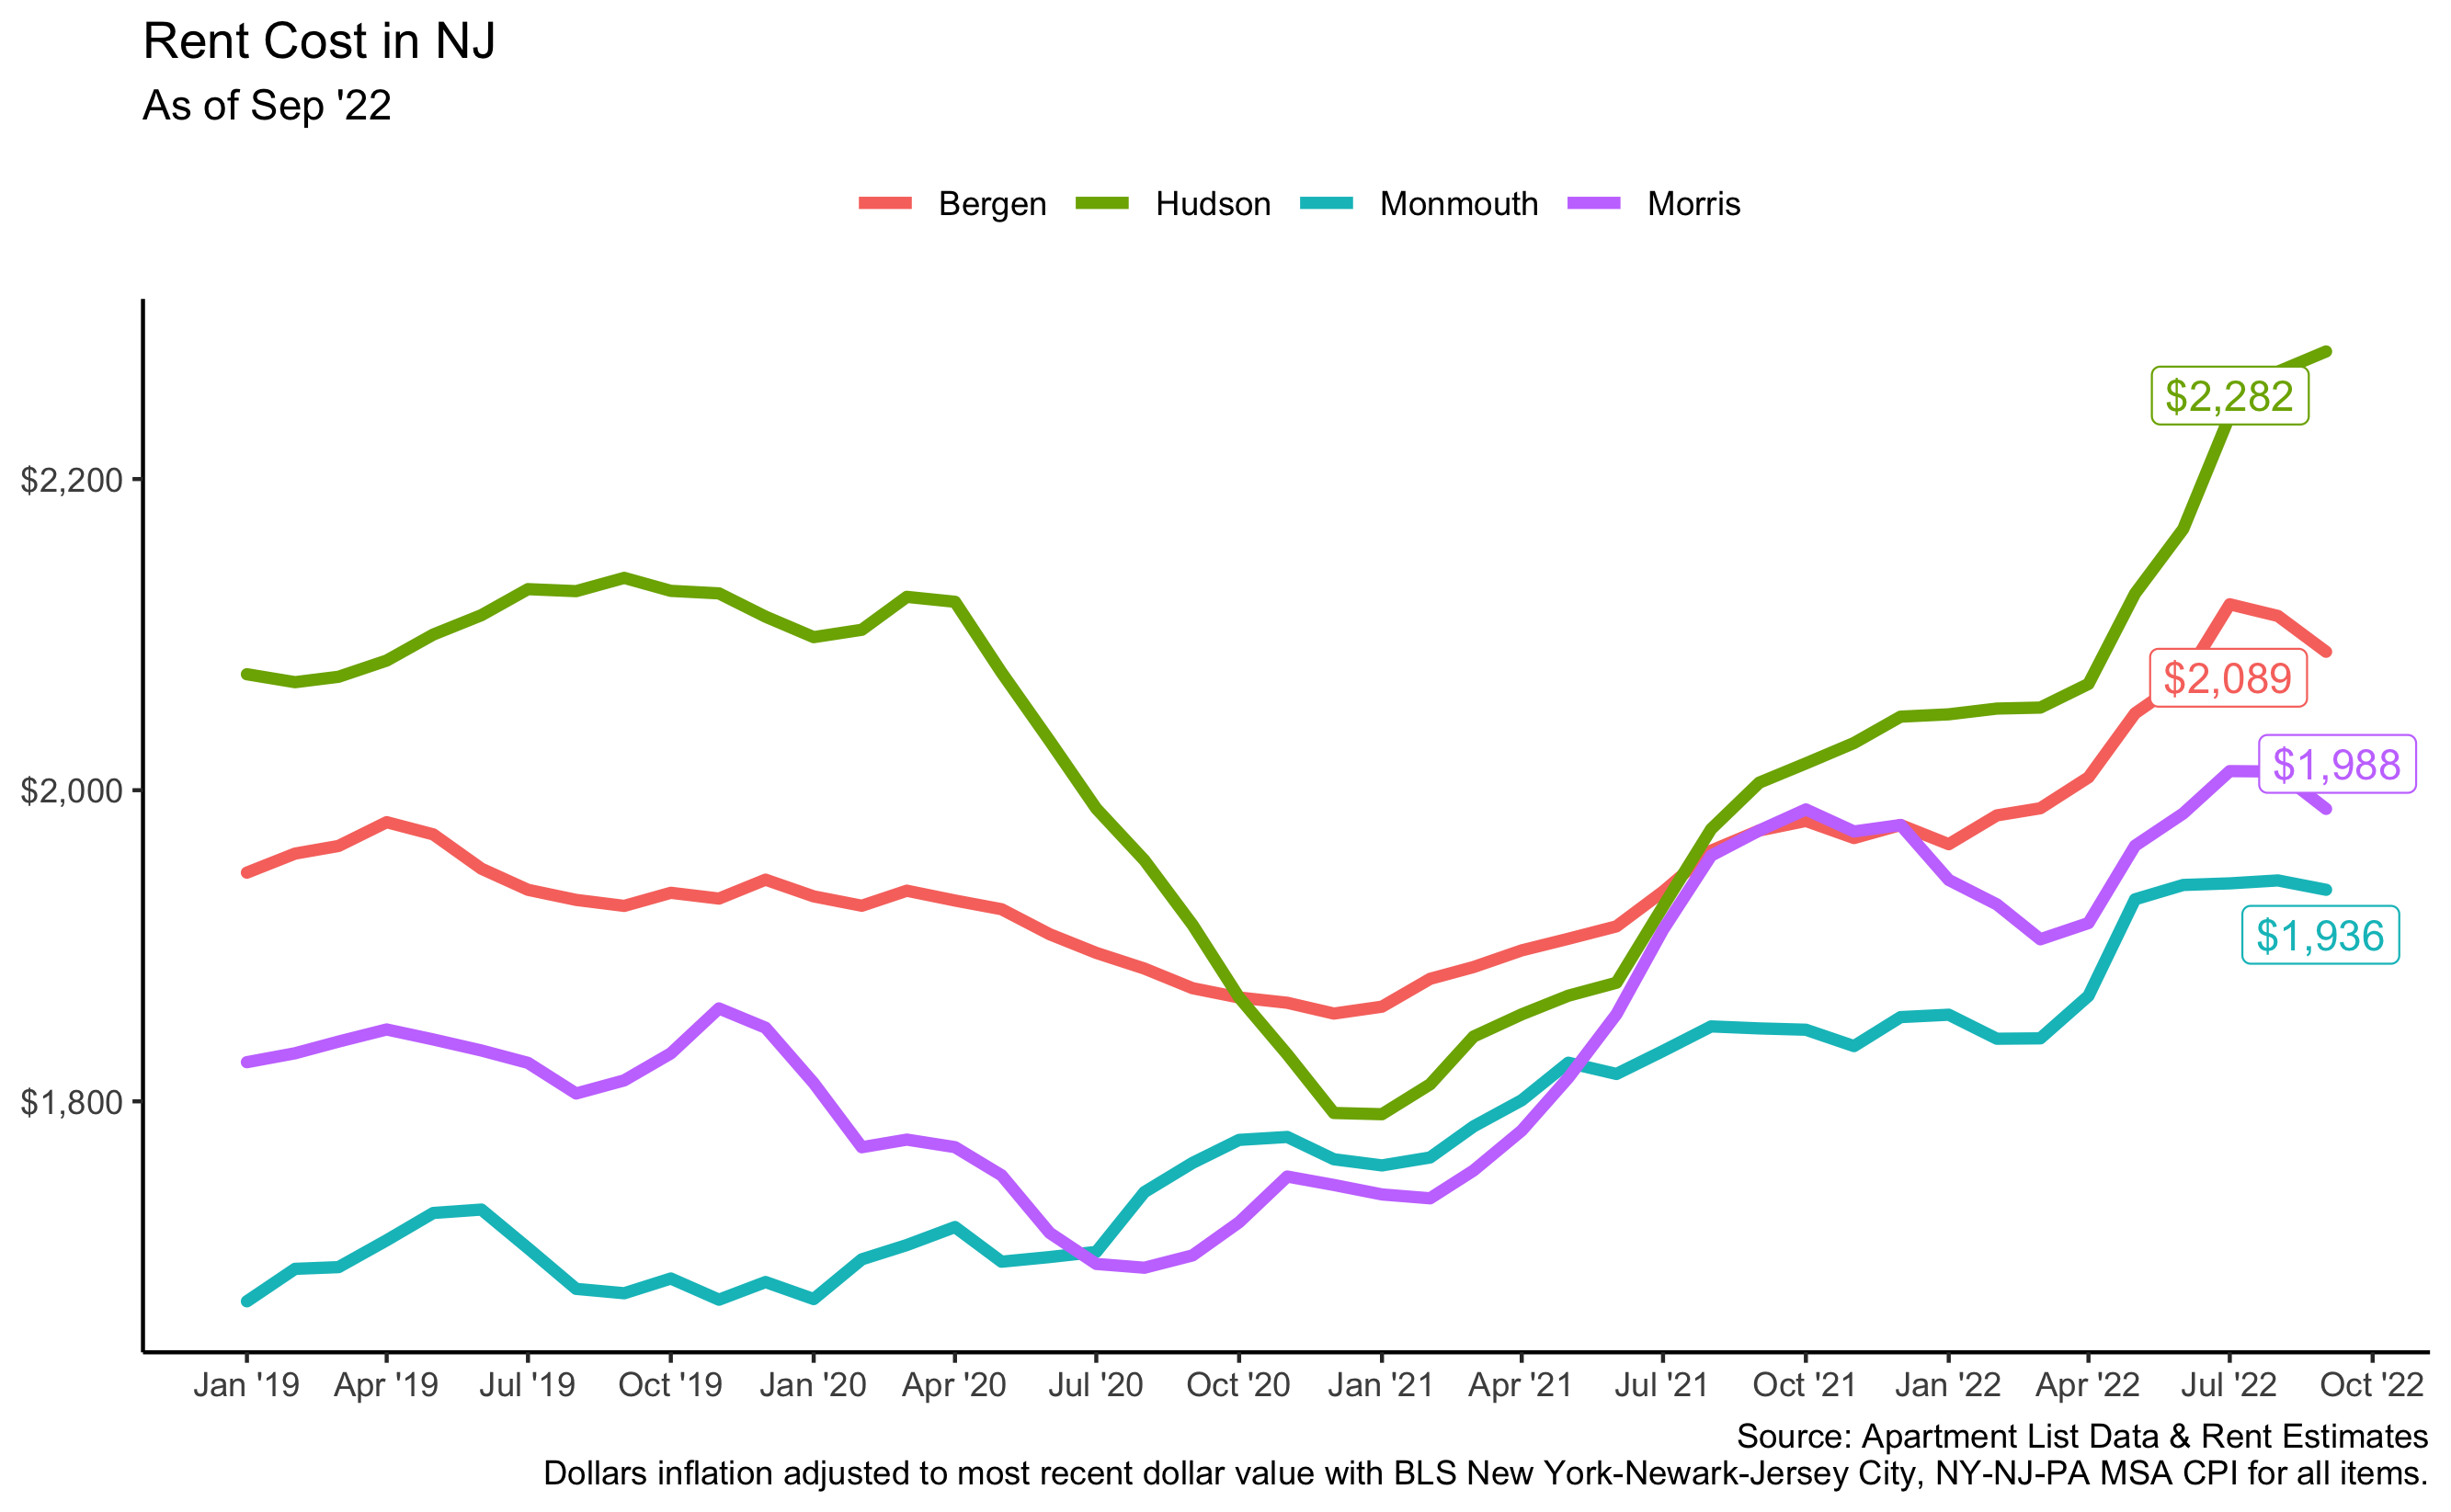 Rent Cost in NJ
As of Sep '22
Bergen Hudson Monmouth Morris
$2,282
$2,200
$2,089
$1,988
$2,000
$1,936
$1,800
Jan '19 Apr '19 Jul '19 Oct '19 Jan '20 Apr '20 Jul '20 Oct '20 Jan '21 Apr '21 Jul '21 Oct '21 Jan '22 Apr '22 Jul '22 Oct '22
Source: Apartment List Data & Rent Estimates
Dollars inflation adjusted to most recent dollar value with BLS New York-Newark-Jersey City, NY-NJ-PA MSA CPI for all items.